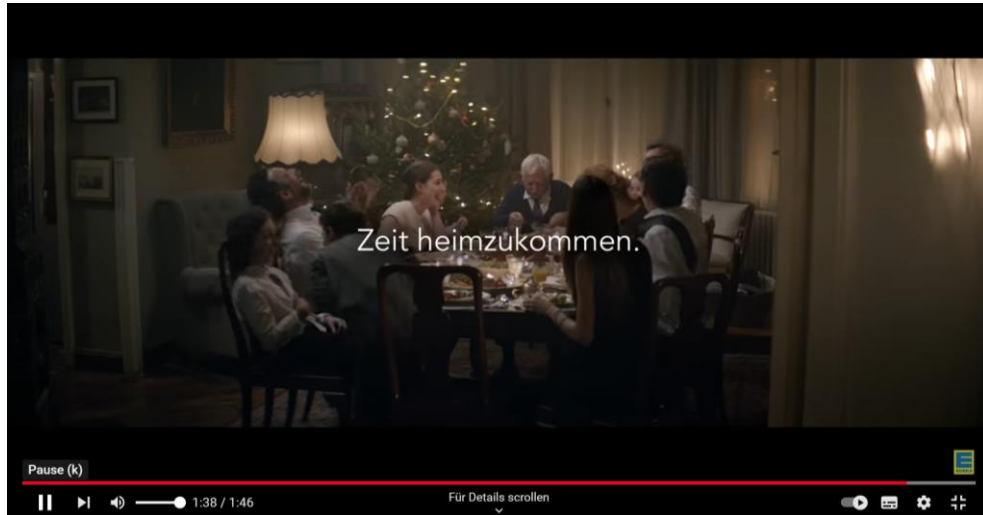 Zeit heimzukommen.
Pause (k)
1:38 / 1:46
Für Details scrollen